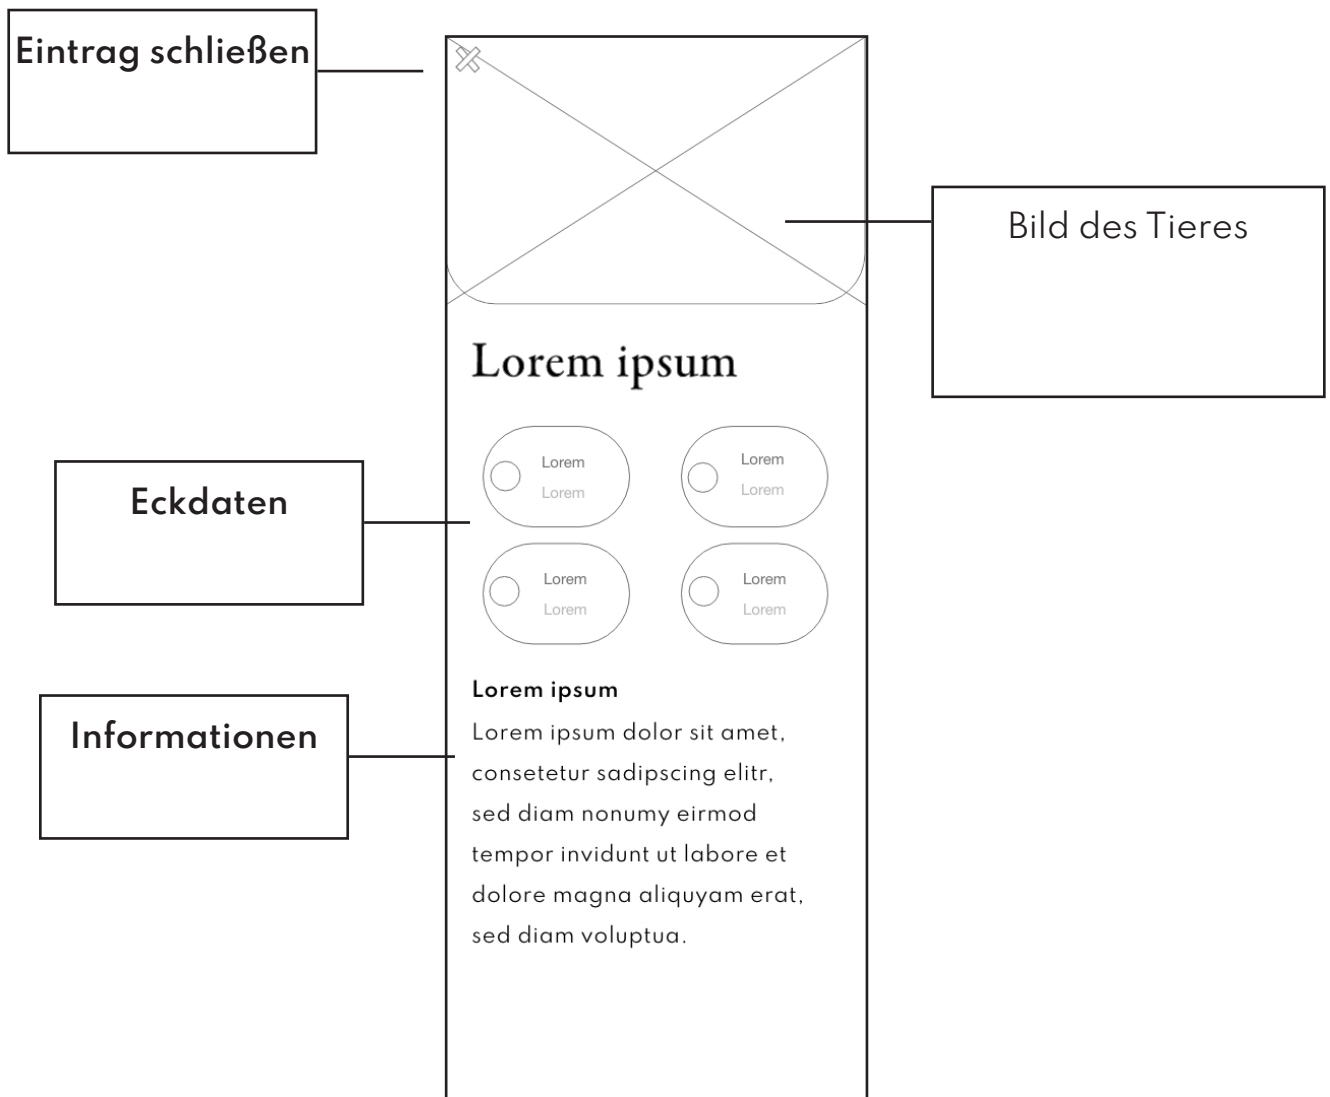 Eintrag schließen
Bild des Tieres
Lorem ipsum
Lorem
Lorem
Lorem
Lorem
Eckdaten
Lorem
Lorem
Lorem
Lorem
Lorem ipsum
Informationen
Lorem ipsum dolor sit amet,
consetetur sadipscing elitr,
sed diam nonumy eirmod
tempor invidunt ut labore et
dolore magna aliquyam erat,
sed diam voluptua.